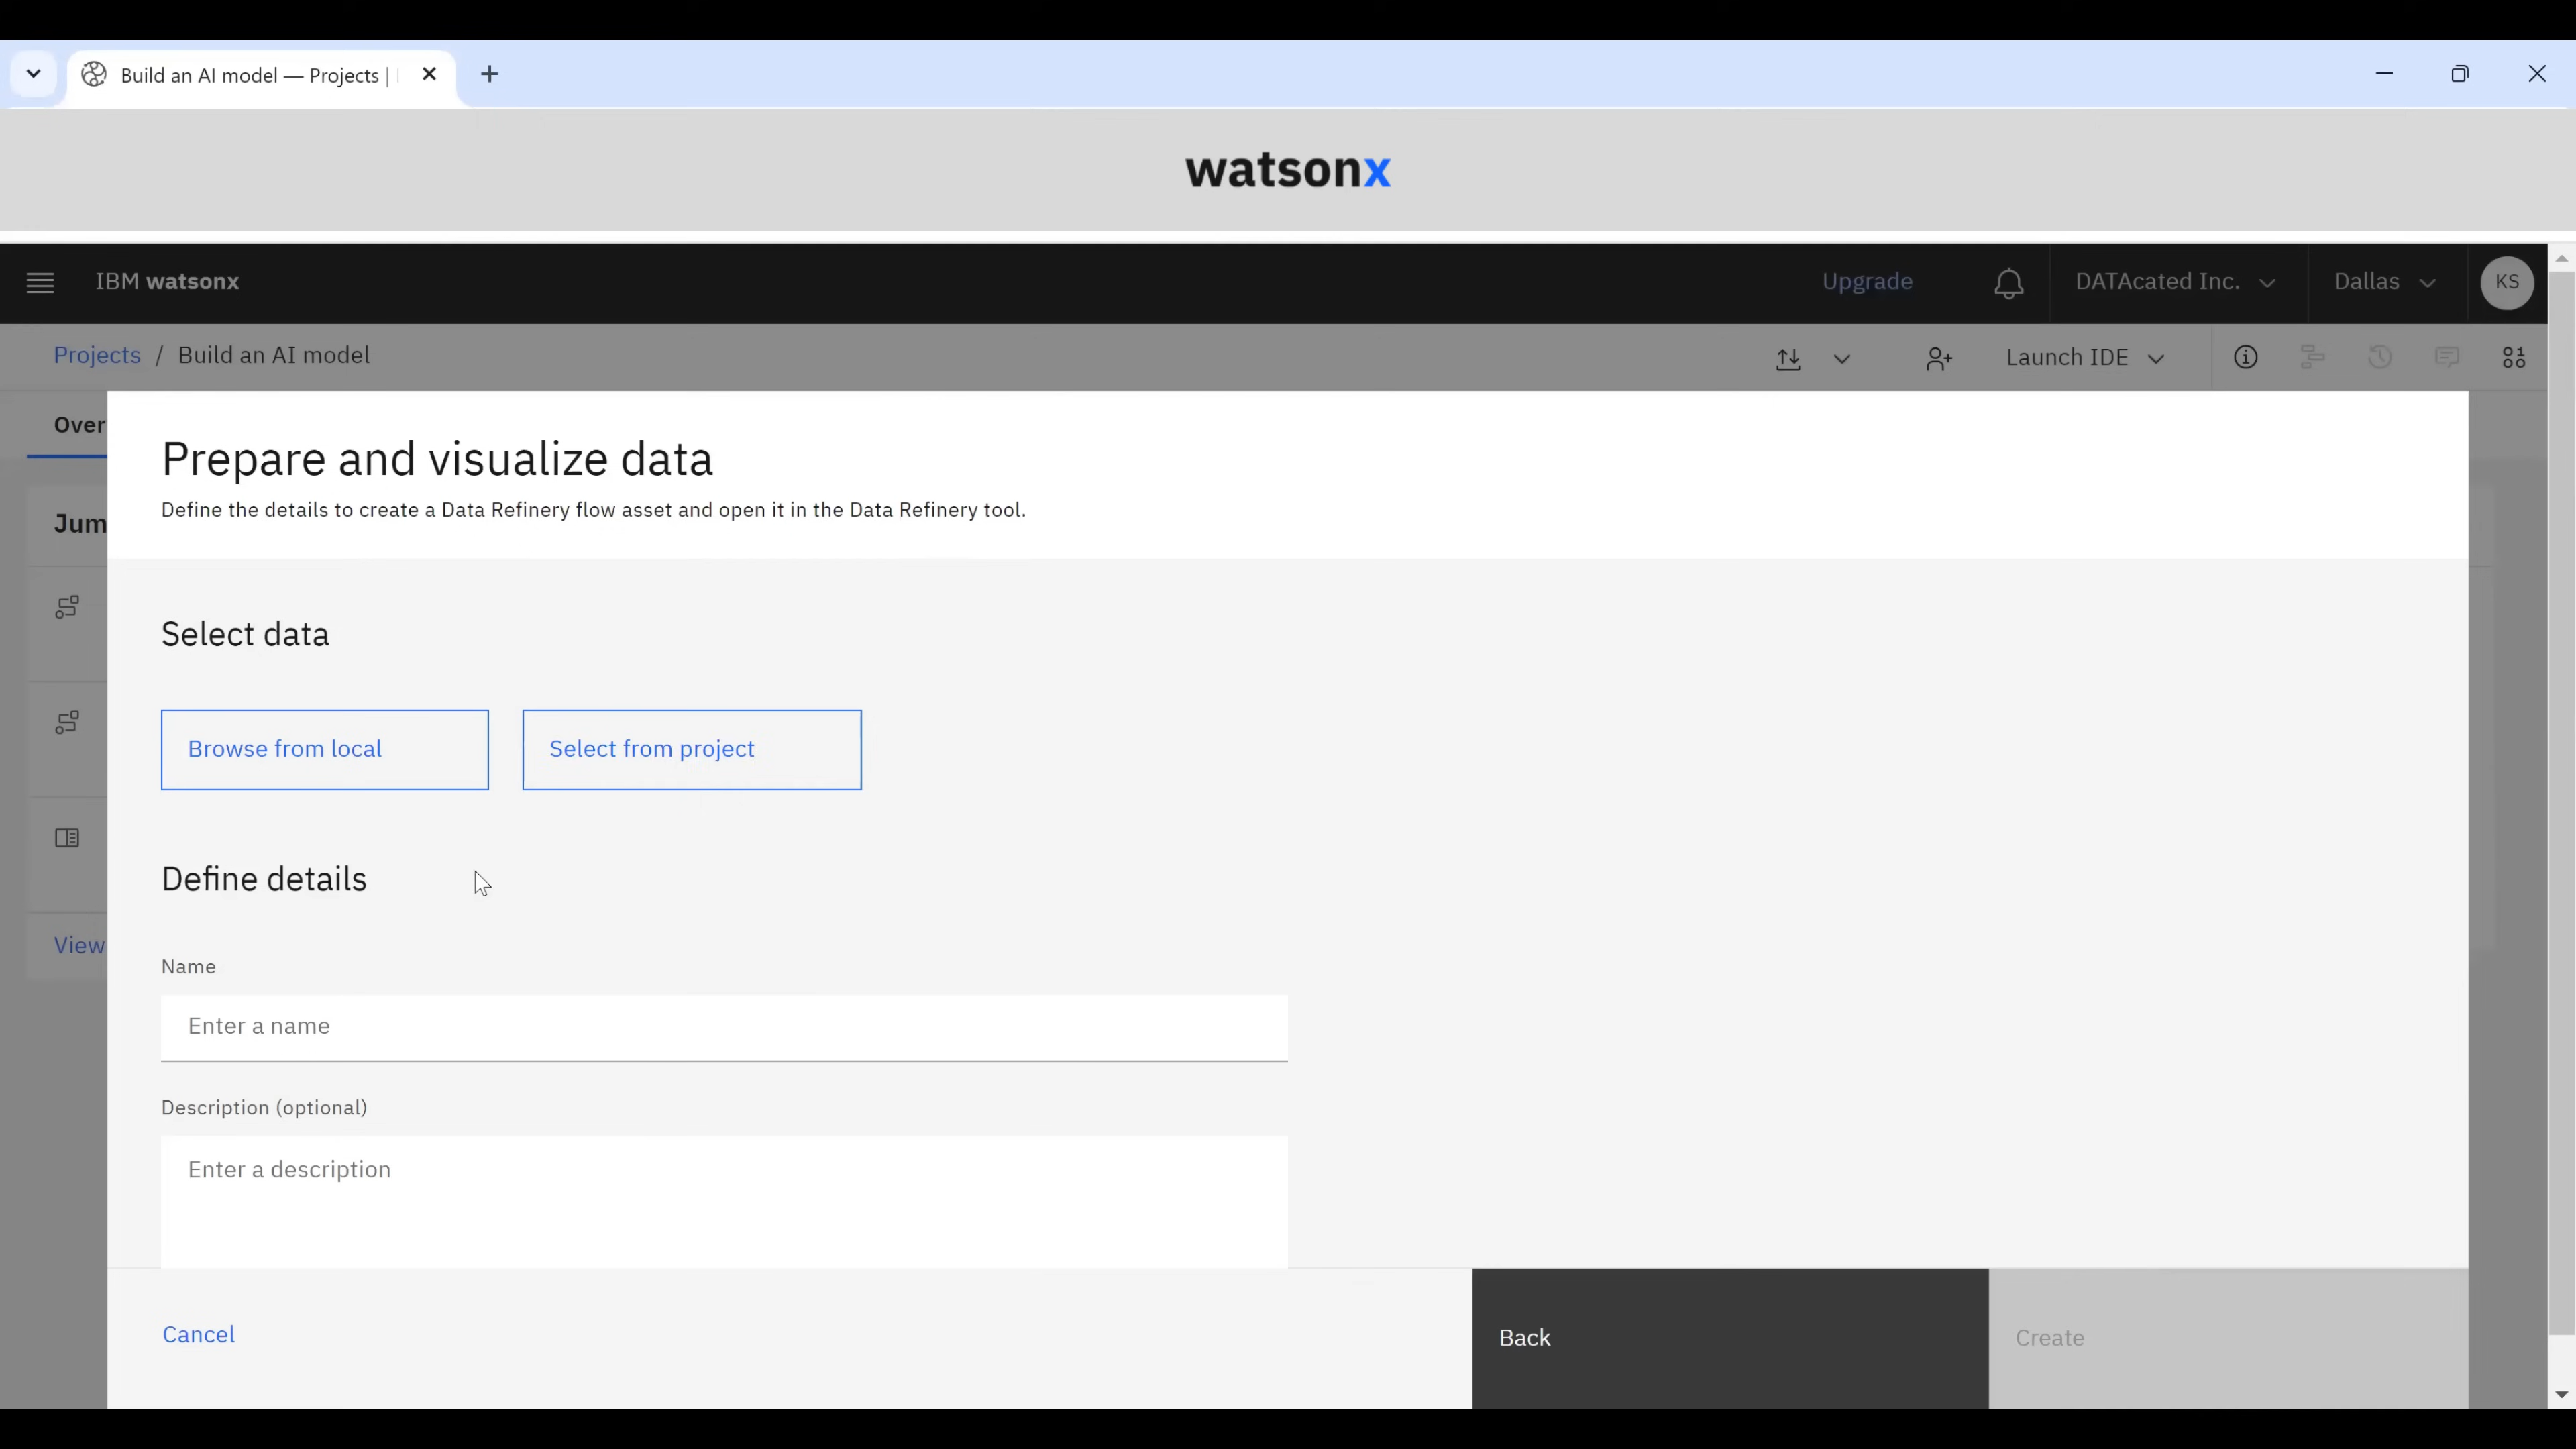 Build an AI model — Projects |
watsonx
IBM watsonx
Upgrade
DATAcated Inc.
Dallas
KS
Projects / Build an AI model
Launch IDE
Over
Prepare and visualize data
Define the details to create a Data Refinery flow asset and open it in the Data Refinery tool.
Jum
Select data
Browse from local
Select from project
Define details
View
Name
Enter a name
Description (optional)
Enter a description
Cancel
Back
Create